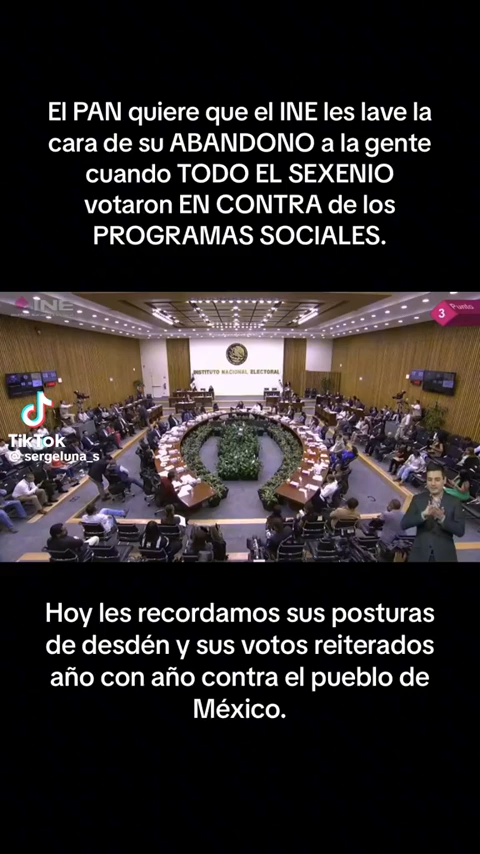 El PAN quiere que el INE les lave la
cara de su ABANDONO a la gente
cuando TODO EL SEXENIO
votaron EN CONTRA de los
PROGRAMAS SOCIALES.
INE
3 Punto
INSTITUTO NACIONAL ELECTORAL
TikTok
@sergeluna_s
Hoy les recordamos sus posturas
de desdén y sus votos reiterados
año con año contra el pueblo de
México.